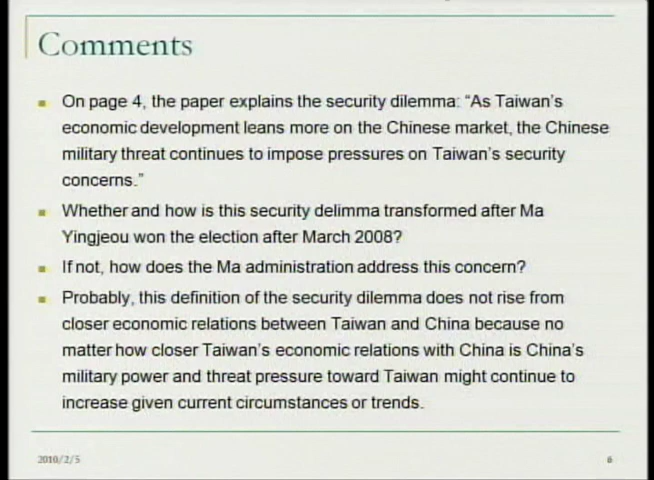 Comments
On page 4, the paper explains the security dilemma: “As Taiwan’s
economic development leans more on the Chinese market, the Chinese
military threat continues to impose pressures on Taiwan’s security
concerns.”
Whether and how is this security delimma transformed after Ma
Yingjeou won the election after March 2008?
If not, how does the Ma administration address this concern?
Probably, this definition of the security dilemma does not rise from
closer economic relations between Taiwan and China because no
matter how closer Taiwan’s economic relations with China is China’s
military power and threat pressure toward Taiwan might continue to
increase given current circumstances or trends.
2010/2/5
6